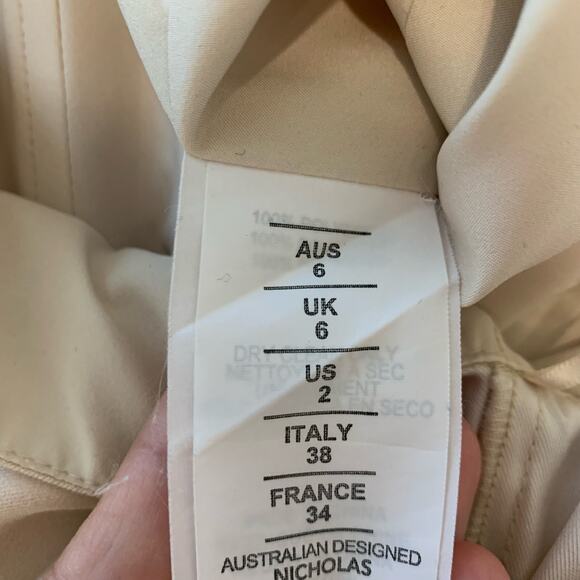 AUS
6
UK
6
US
2
ITALY
38
FRANCE
34
AUSTRALIAN DESIGNED
NICHOLAS